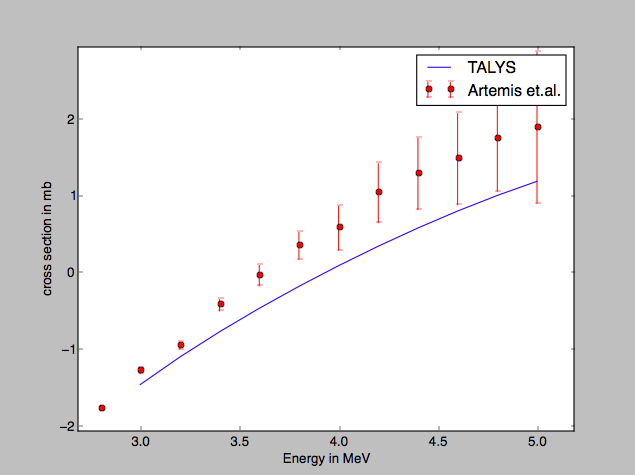 TALYS
Artemis et.al.
2
1
0
−1
−2
cross section in mb
3.0 3.5 4.0 4.5 5.0
Energy in MeV